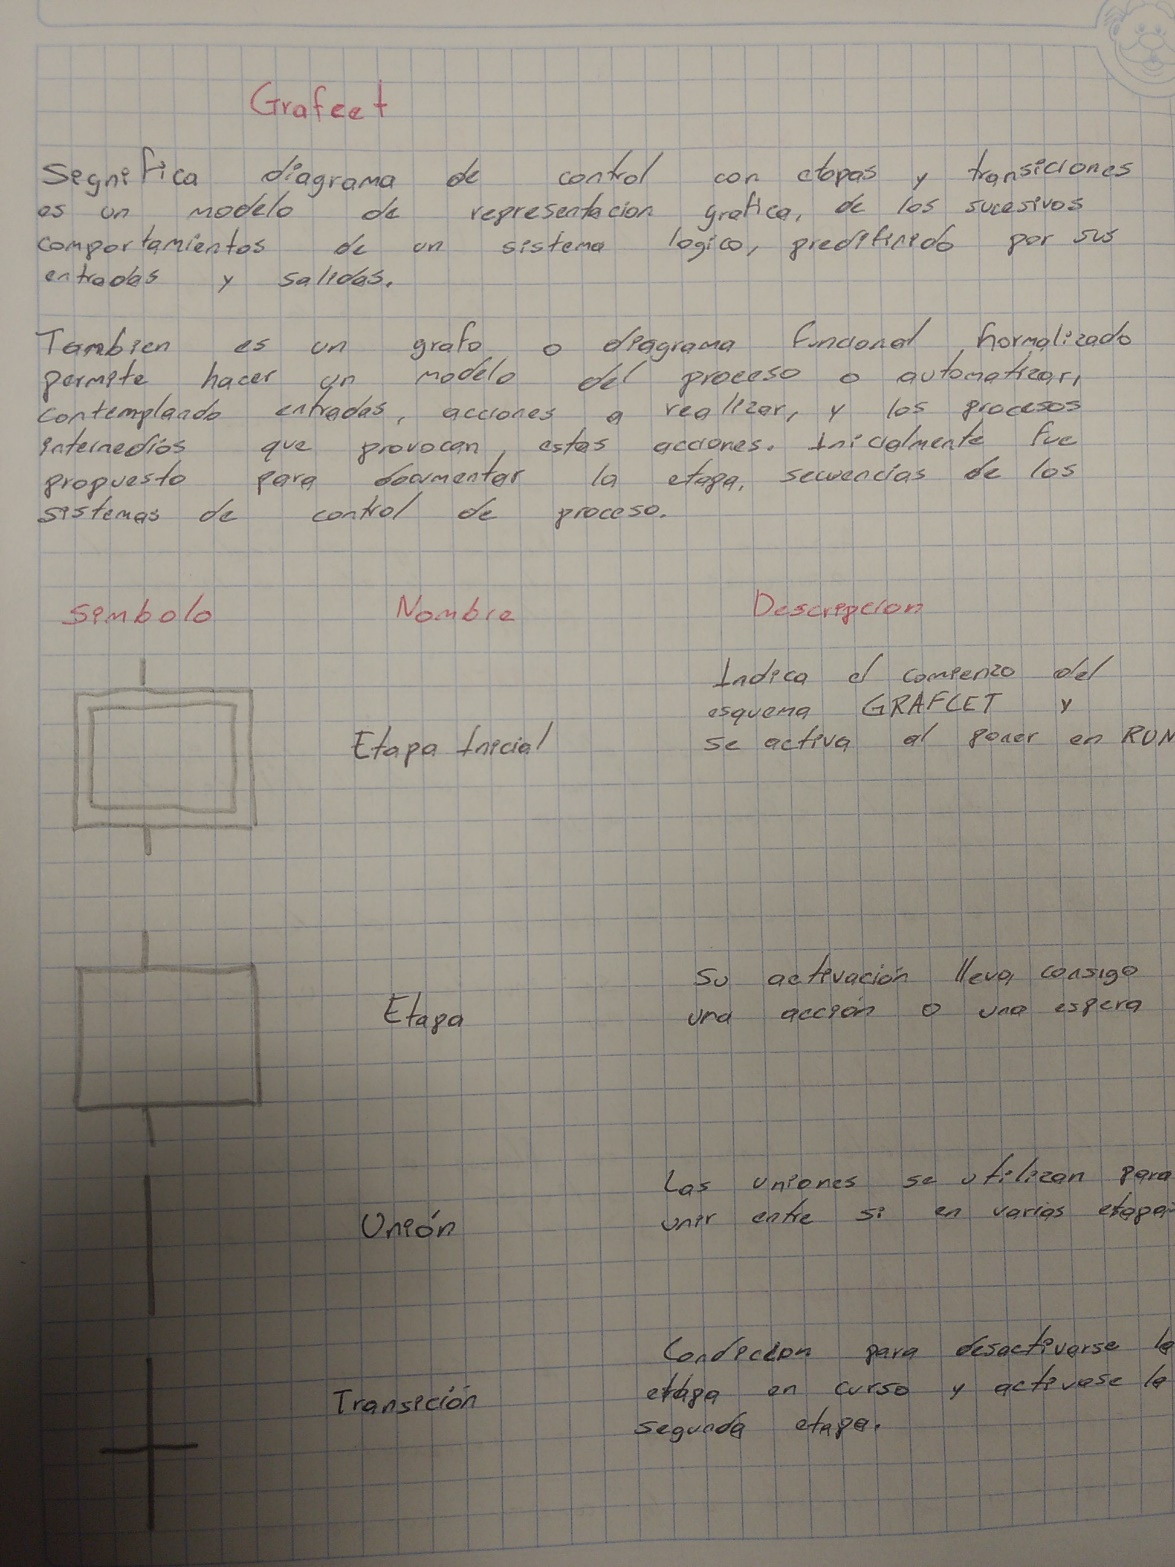 Grafcet
Segnifica diagrama de control con etapas y transiciones
es un modelo de representacion grafica, de los sucesivos
comportamientos de un sistema logico, predifinido por sus
entradas y salidas.
Tambien es un grafo o diagrama funcional normalizado
permite hacer un modelo del proceso o automatizar,
contemplando entradas, acciones a realizar, y los procesos
intermedios que provocan estas acciones. Inicialmente fue
propuesto para documentar la etapa, secuencias de los
sistemas de control de proceso.
Simbolo Nombre Descripcion
Indica el comienzo del
esquema GRAFCET y
Etapa Inicial se activa al poner en RUN
Su activación lleva consigo
Etapa una acción o una espera
Las uniones se utilizan para
Unión unir entre si en varias etapas
Condicion para desactivarse la
Transición etapa en curso y activase la
segunda etapa.